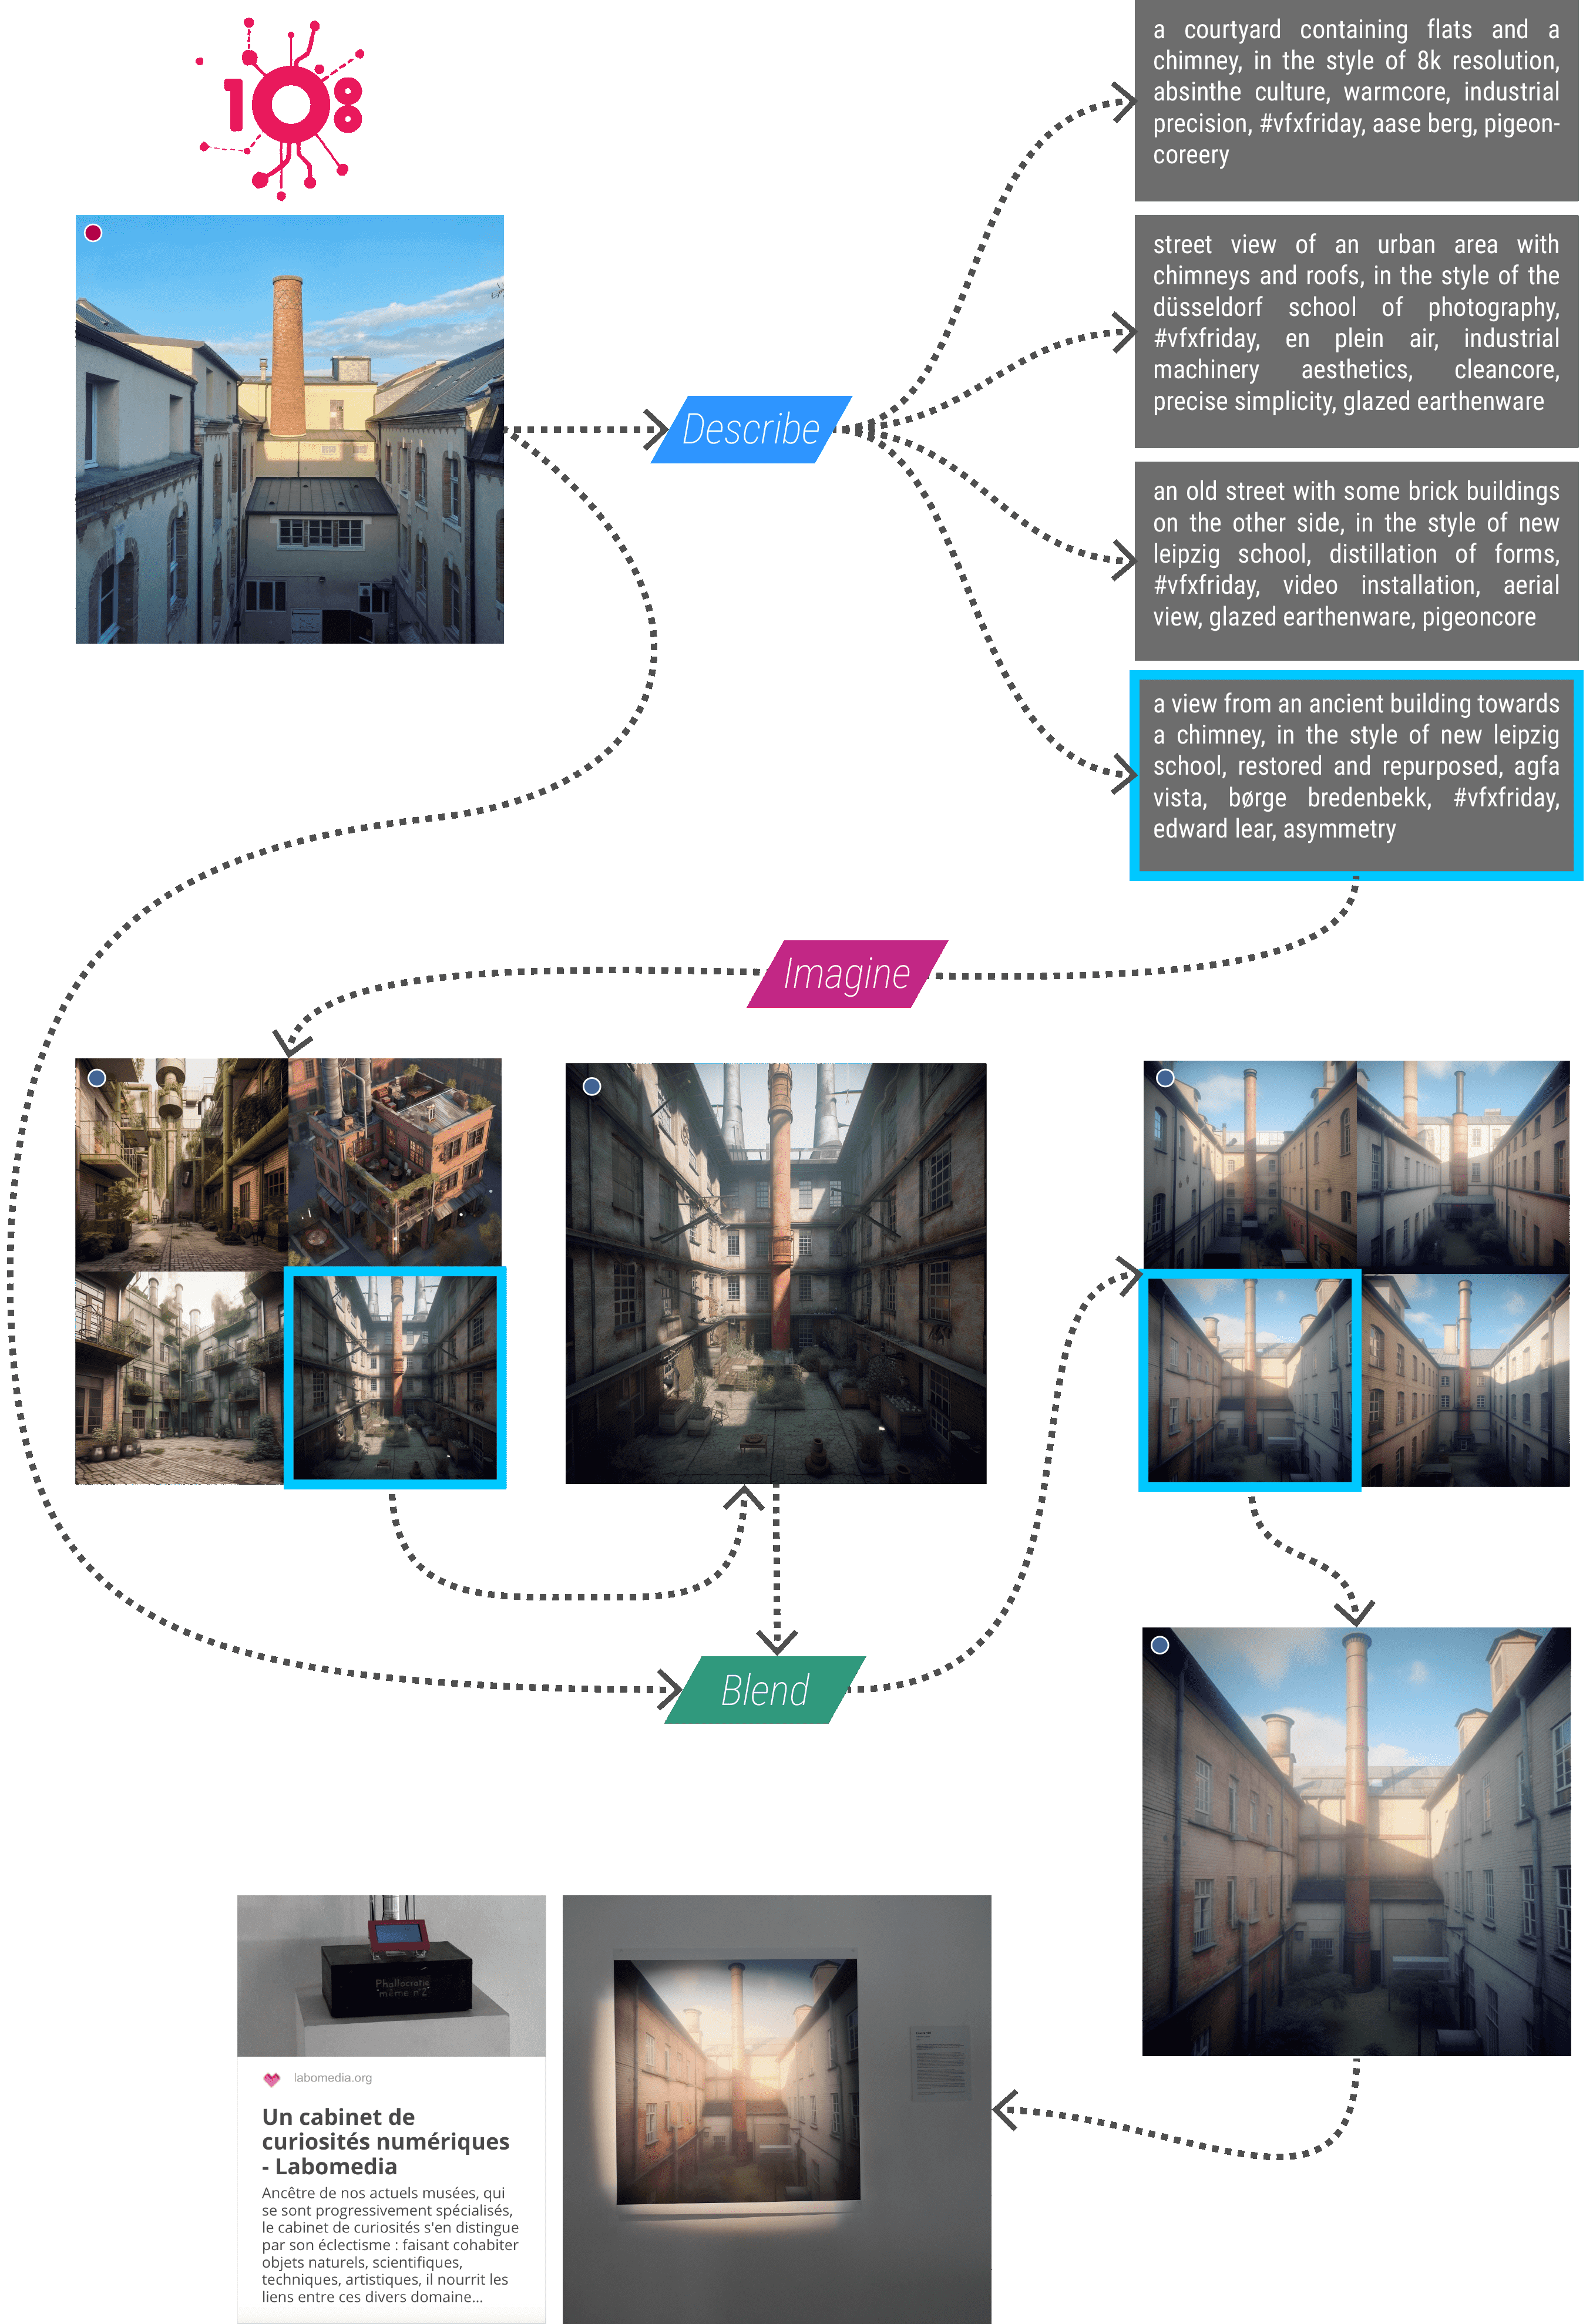 108
a courtyard containing flats and a
chimney, in the style of 8k resolution,
absinthe culture, warmcore, industrial
precision, #vfxfriday, aase berg, pigeon-
coreery
street view of an urban area with
chimneys and roofs, in the style of the
düsseldorf school of photography,
#vfxfriday, en plein air, industrial
machinery aesthetics, cleancore,
precise simplicity, glazed earthenware
Describe
an old street with some brick buildings
on the other side, in the style of new
leipzig school, distillation of forms,
#vfxfriday, video installation, aerial
view, glazed earthenware, pigeoncore
a view from an ancient building towards
a chimney, in the style of new leipzig
school, restored and repurposed, agfa
vista, børge bredenbekk, #vfxfriday,
edward lear, asymmetry
Imagine
Blend
Phallocratie
même n°2
labomedia.org
Un cabinet de
curiosités numériques
- Labomedia
Ancêtre de nos actuels musées, qui
se sont progressivement spécialisés,
le cabinet de curiosités s'en distingue
par son éclectisme : faisant cohabiter
objets naturels, scientifiques,
techniques, artistiques, il nourrit les
liens entre ces divers domaine...